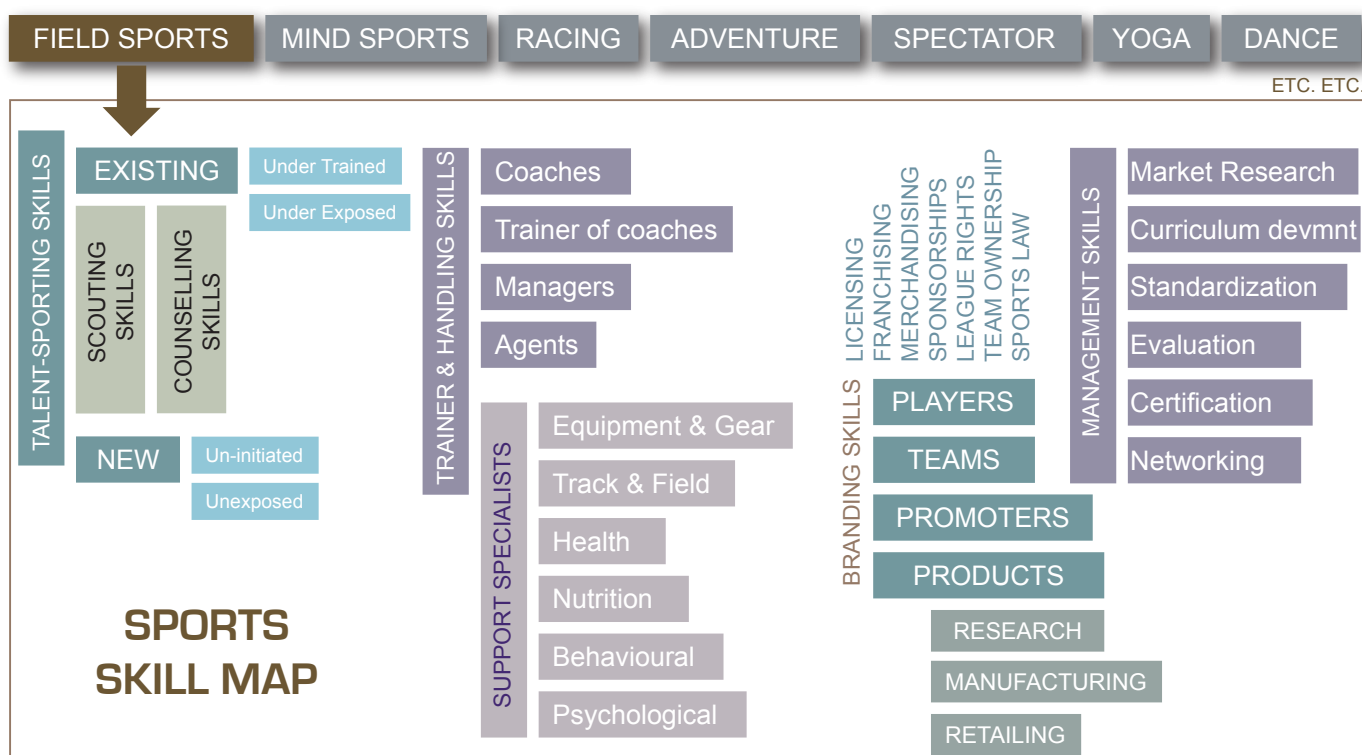 FIELD SPORTS
MIND SPORTS
RACING
ADVENTURE
SPECTATOR
YOGA
DANCE
ETC. ETC.
TALENT-SPORTING SKILLS
EXISTING
Under Trained
Under Exposed
SCOUTING
SKILLS
COUNSELLING
SKILLS
NEW
Un-initiated
Unexposed
SPORTS
SKILL MAP
TRAINER & HANDLING SKILLS
Coaches
Trainer of coaches
Managers
Agents
SUPPORT SPECIALISTS
Equipment & Gear
Track & Field
Health
Nutrition
Behavioural
Psychological
LICENSING
FRANCHISING
MERCHANDISING
SPONSORSHIPS
LEAGUE RIGHTS
TEAM OWNERSHIP
SPORTS LAW
BRANDING SKILLS
PLAYERS
TEAMS
PROMOTERS
PRODUCTS
RESEARCH
MANUFACTURING
RETAILING
MANAGEMENT SKILLS
Market Research
Curriculum devmnt
Standardization
Evaluation
Certification
Networking